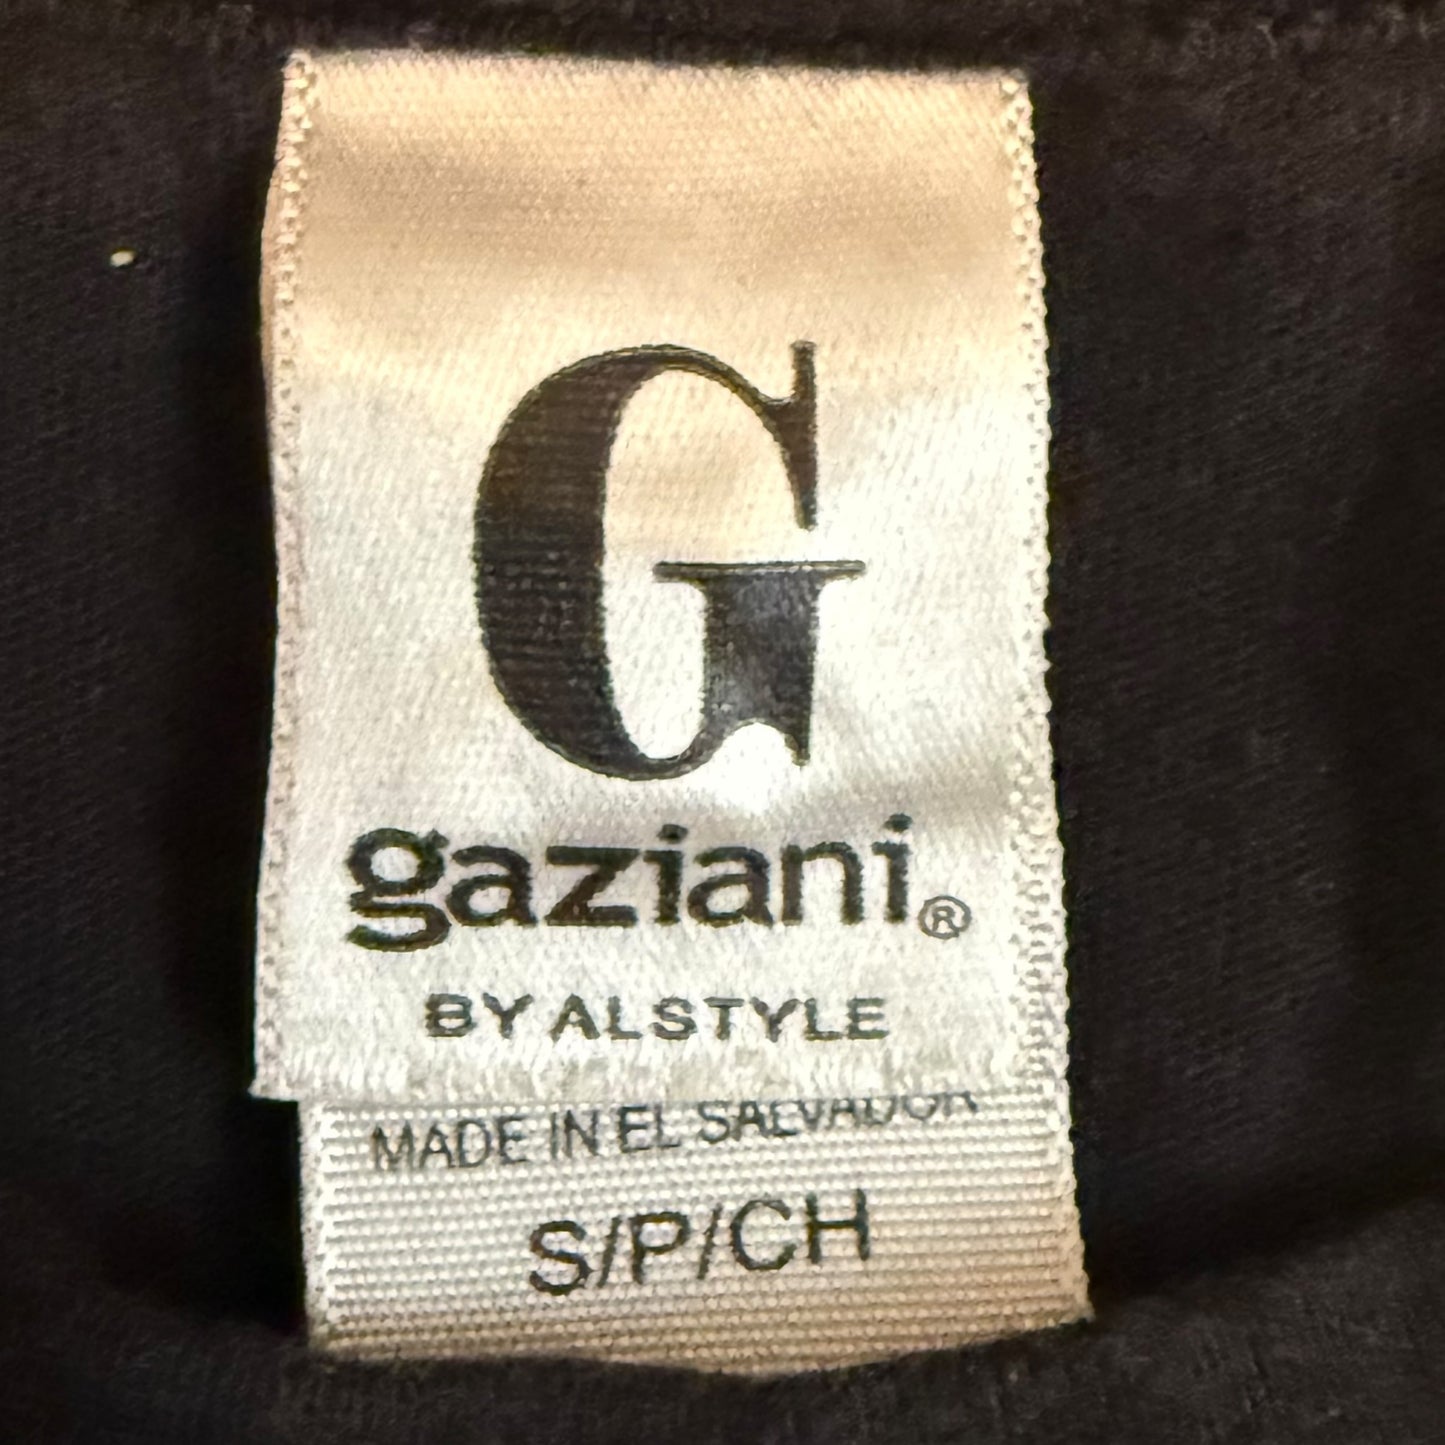 G
gaziani®
BY ALSTYLE
MADE IN EL SALVADOR
S/P/CH